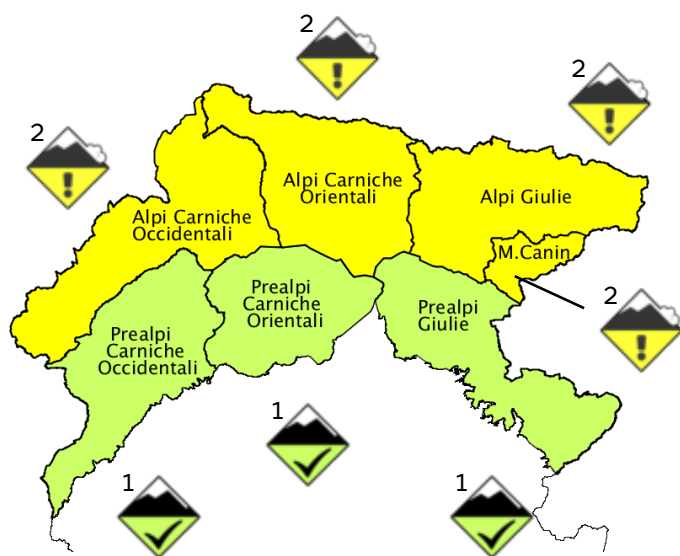 2
2
2
Alpi Carniche
Orientali
Alpi Giulie
Alpi Carniche
Occidentali
M.Canin
Prealpi
Carniche
Orientali
Prealpi
Giulie
2
Prealpi
Carniche
Occidentali
1
1
1